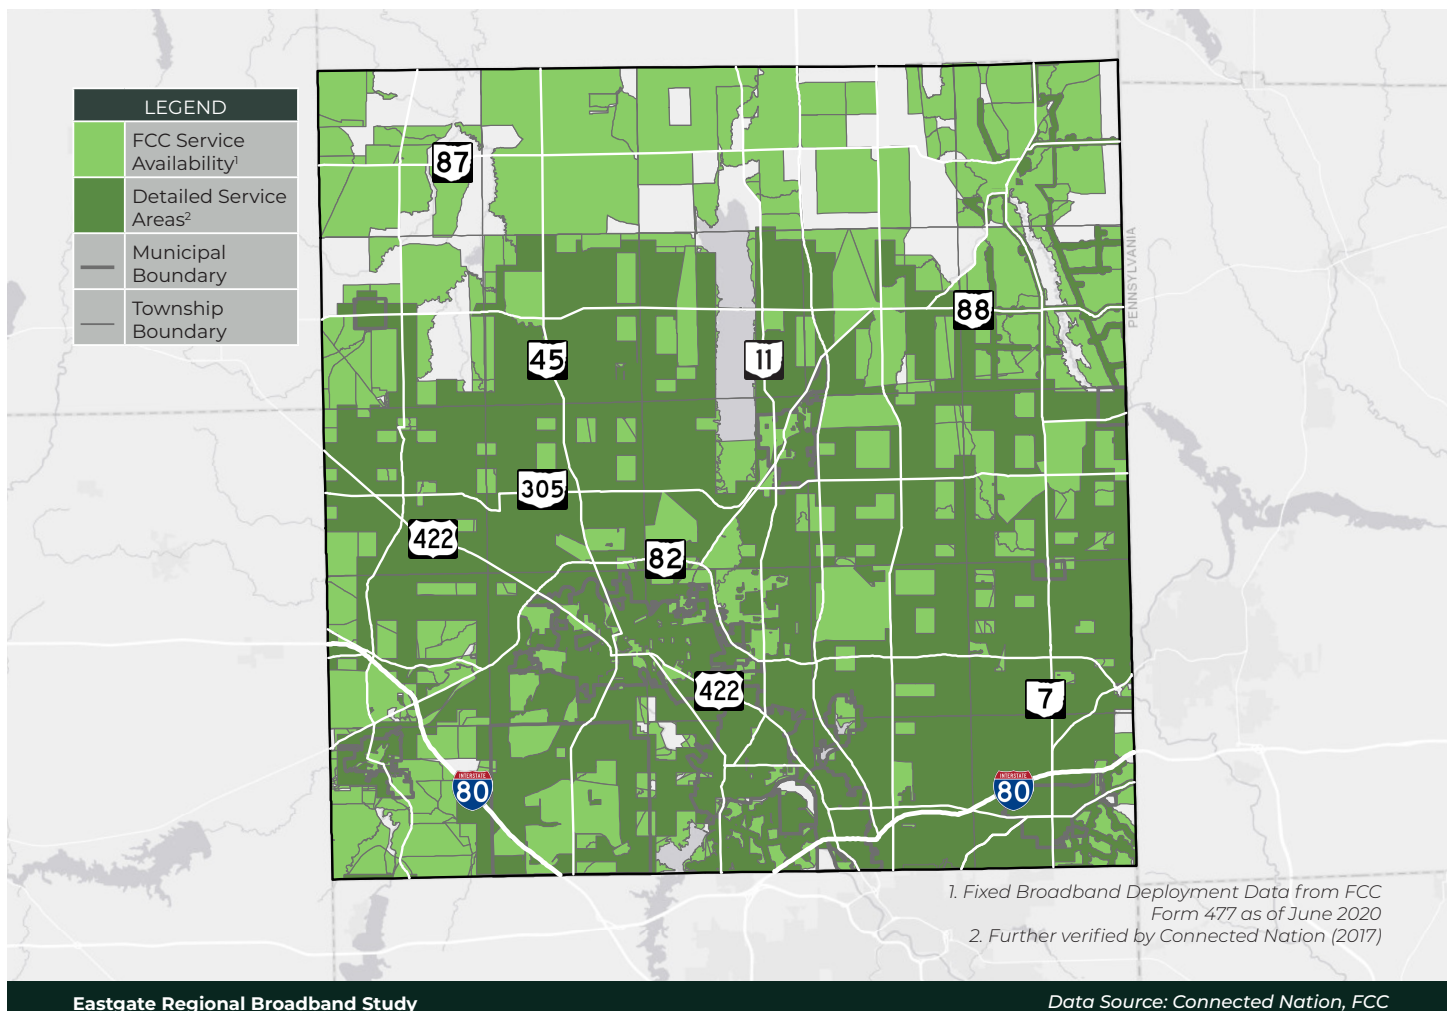 LEGEND
FCC Service
Availability¹
Detailed Service
Areas²
Municipal
Boundary
Township
Boundary
87
88
45
11
305
422
82
422
7
INTERSTATE
80
INTERSTATE
80
PENNSYLVANIA
1. Fixed Broadband Deployment Data from FCC
Form 477 as of June 2020
2. Further verified by Connected Nation (2017)
Eastgate Regional Broadband Study
Data Source: Connected Nation, FCC